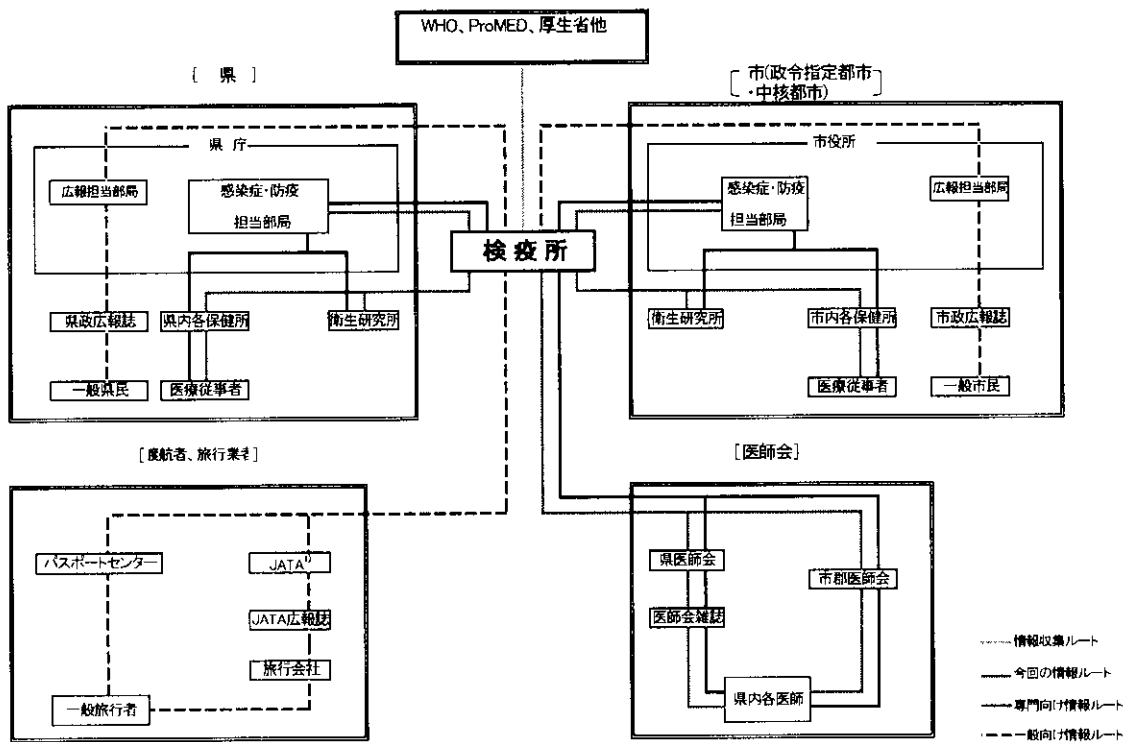 WHO、ProMED、厚生省他
[ 県 ]
県庁
広報担当部局
感染症・防疫
担当部局
県政広報誌
県内各保健所
衛生研究所
一般県民
医療従事者
検疫所
市(政令指定都市
・中核都市)
市役所
感染症・防疫
担当部局
広報担当部局
衛生研究所
市内各保健所
市政広報誌
医療従事者
一般市民
[渡航者、旅行業者]
パスポートセンター
JATA¹⁾
JATA広報誌
旅行会社
一般旅行者
[医師会]
県医師会
市郡医師会
医師会雑誌
県内各医師
情報収集ルート
今回の情報ルート
専門向け情報ルート
一般向け情報ルート